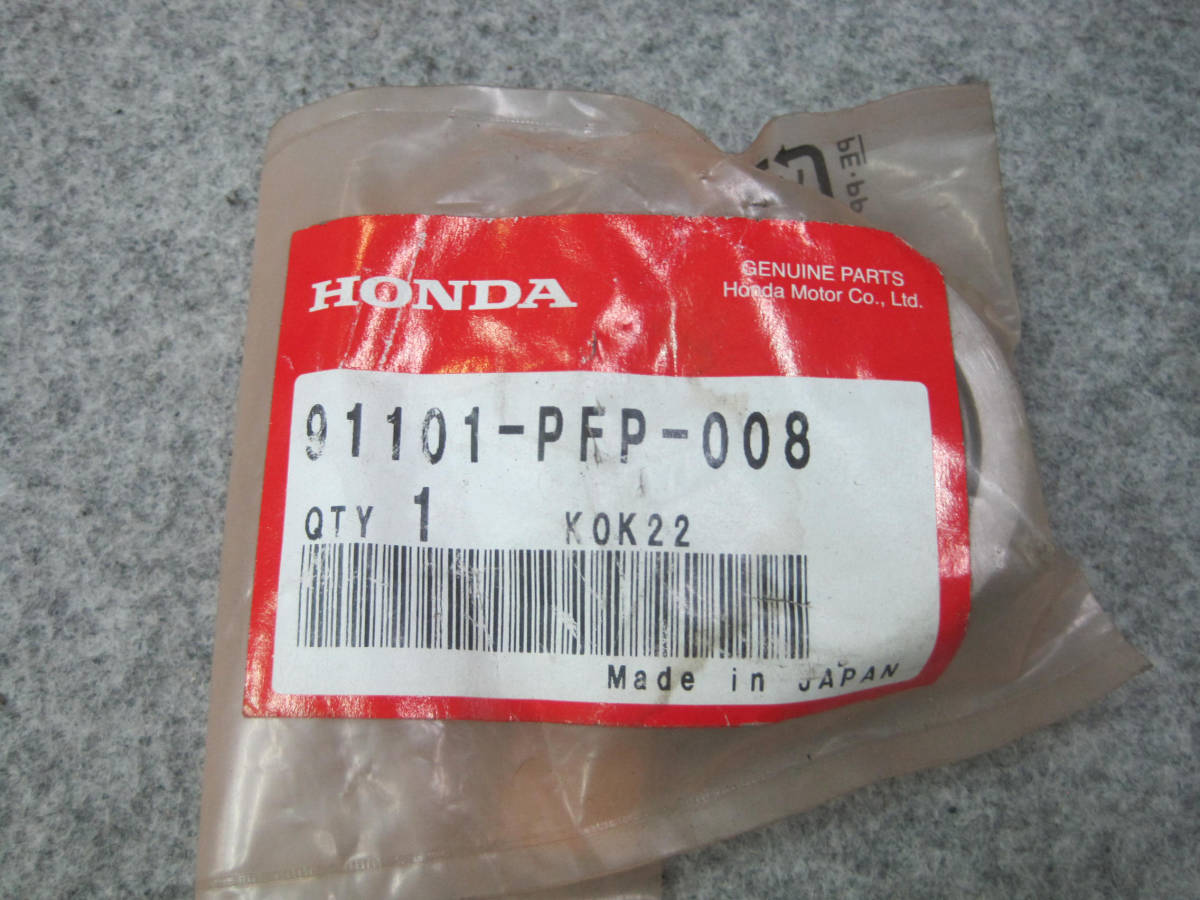 HONDA
GENUINE PARTS
Honda Motor Co., Ltd.
91101-PFP-008
QTY 1 K0K22
Made in JAPAN